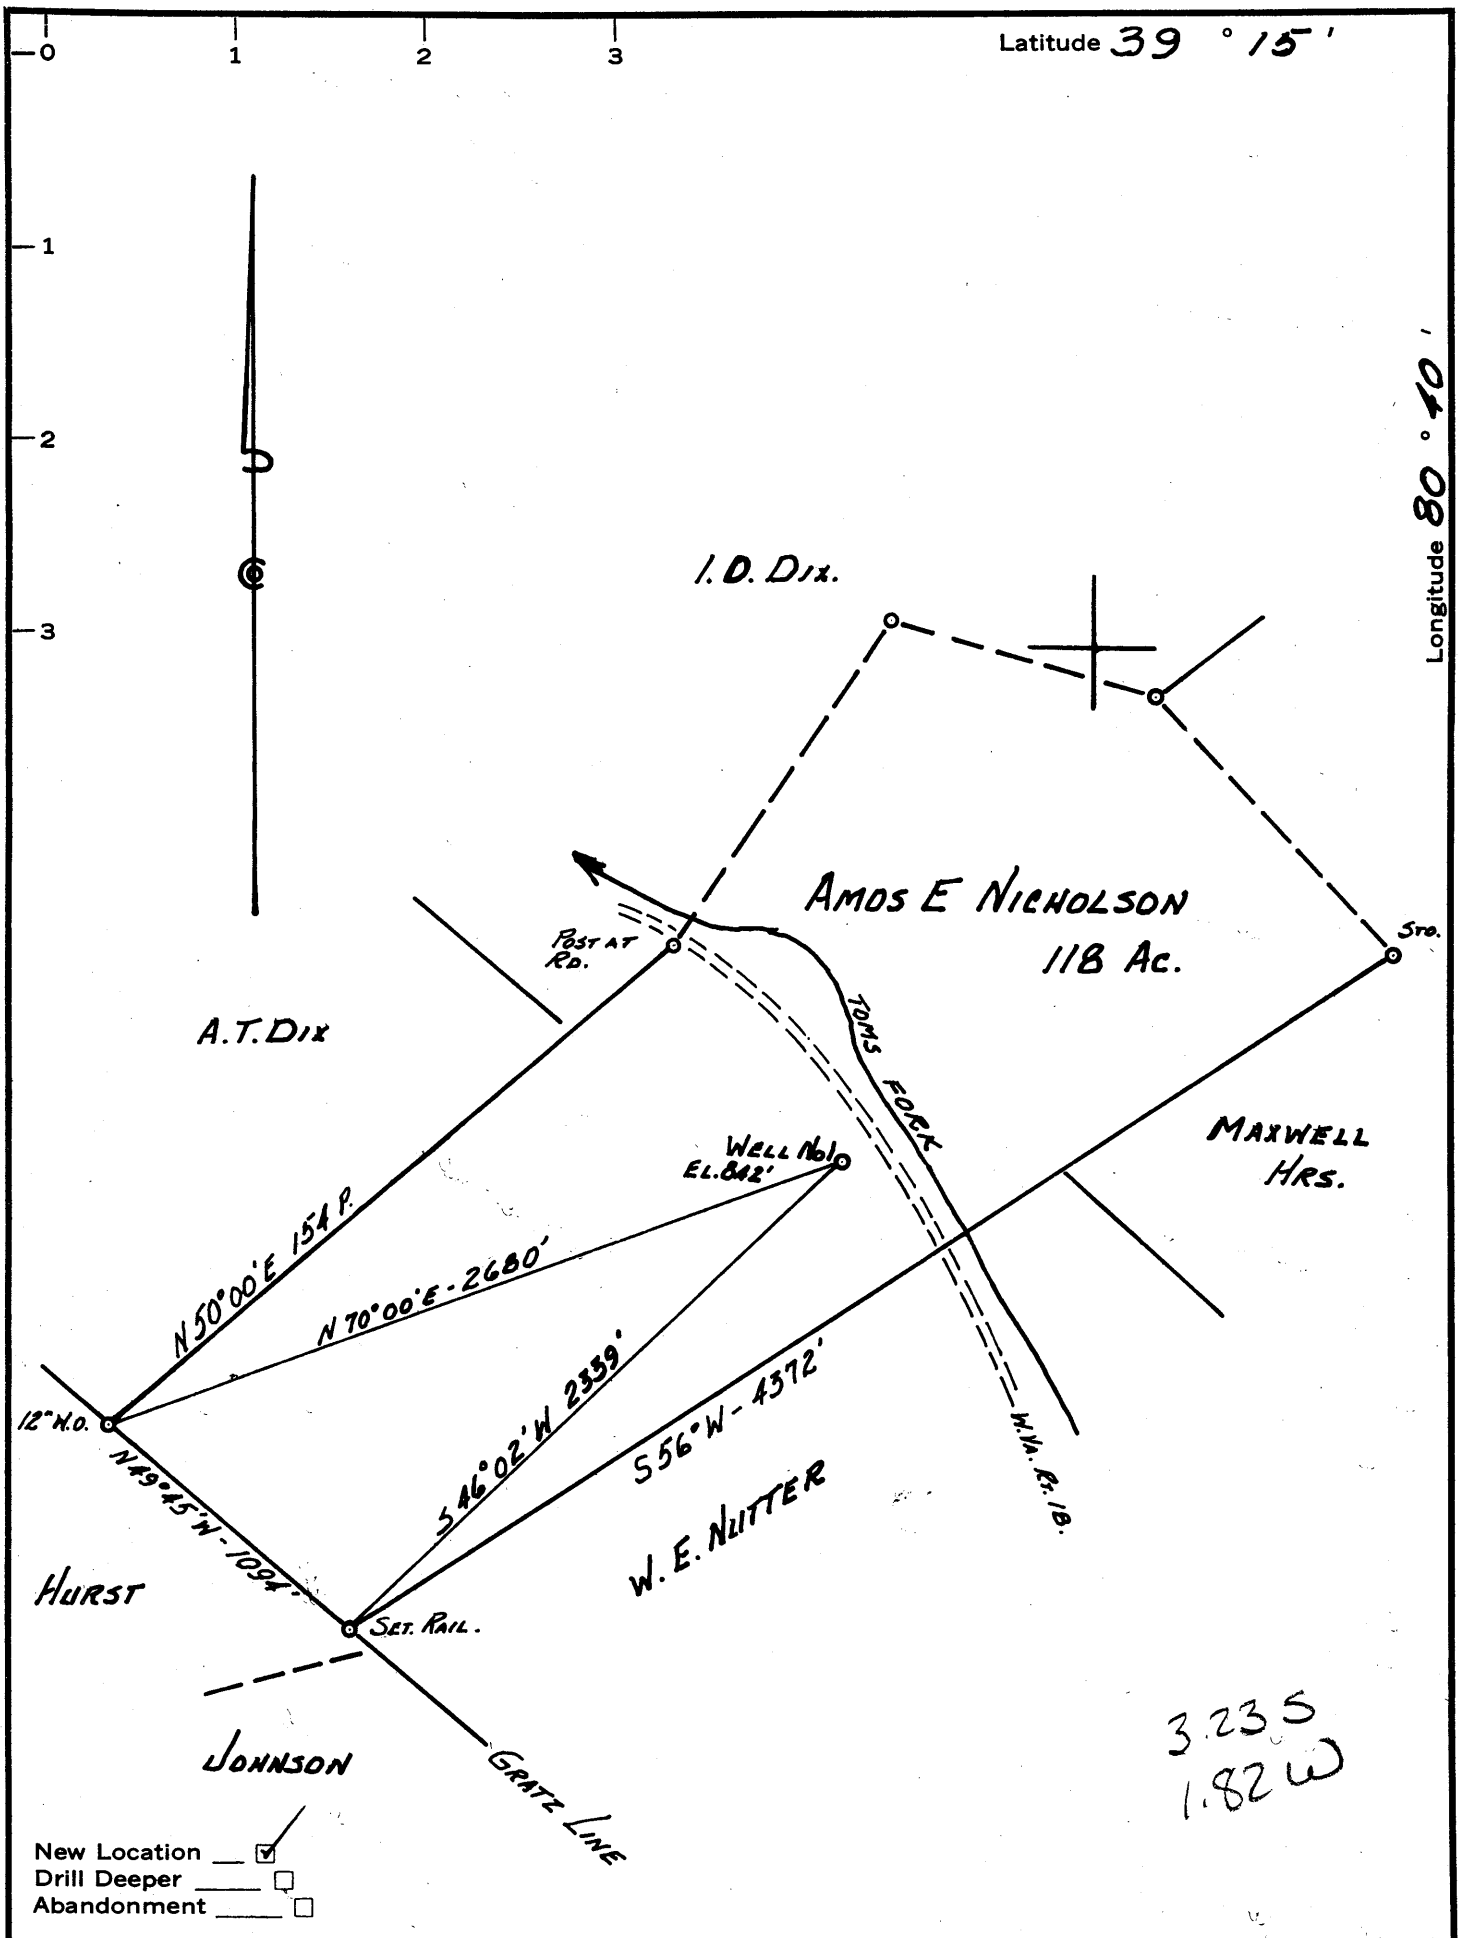 0 1 2 3
0
1
2
3
Latitude 39 ° 15 '
Longitude 80 ° 40 '
I.D. DIX.
AMOS E NICHOLSON
118 AC.
STO.
POST AT
RD.
A.T. DIX
TOMS FORK
WELL No1
EL. 842'
MAXWELL
HRS.
N 50°00'E 154 P.
N 70°00'E - 2680'
S 46°02'W 2339'
S 56° W - 4372'
12" W.O.
N 49°45'W - 1094'
W.VA. RT. 18.
W. E. NUTTER
HURST
SET. RAIL.
JOHNSON
GRATZ LINE
3.23 S
1.82 W
New Location
Drill Deeper
Abandonment